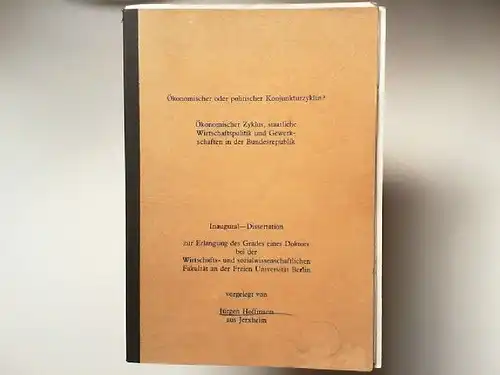 Ökonomischer oder politischer Konjunkturzyklus?
Ökonomischer Zyklus, staatliche
Wirtschaftspolitik und Gewerk-
schaften in der Bundesrepublik
Inaugural—Dissertation
zur Erlangung des Grades eines Doktors
bei der
Wirtschafts- und sozialwissenschaftlichen
Fakultät an der Freien Universität Berlin
vorgelegt von
Jürgen Hoffmann
aus Jerxheim